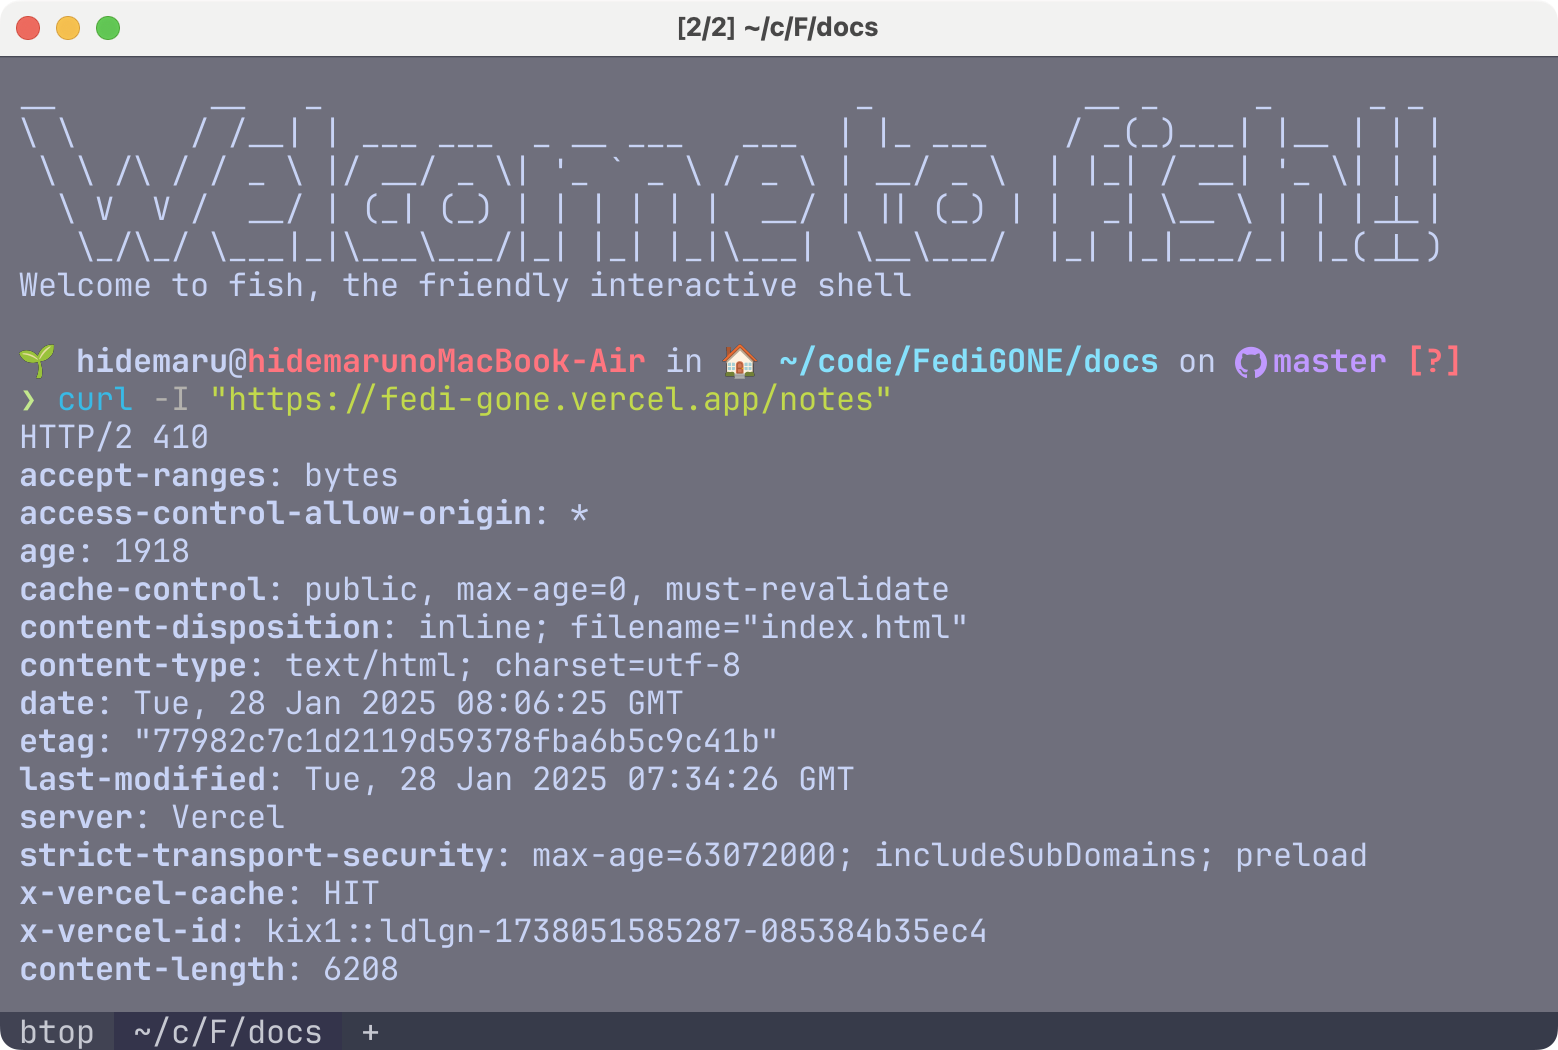 [2/2] ~/c/F/docs
Welcome to fish!!
Welcome to fish, the friendly interactive shell
🌱 hidemaru@hidemarunoMacBook-Air in 🏠 ~/code/FediGONE/docs on master [?]
❯ curl -I "https://fedi-gone.vercel.app/notes"
HTTP/2 410
accept-ranges: bytes
access-control-allow-origin: *
age: 1918
cache-control: public, max-age=0, must-revalidate
content-disposition: inline; filename="index.html"
content-type: text/html; charset=utf-8
date: Tue, 28 Jan 2025 08:06:25 GMT
etag: "77982c7c1d2119d59378fba6b5c9c41b"
last-modified: Tue, 28 Jan 2025 07:34:26 GMT
server: Vercel
strict-transport-security: max-age=63072000; includeSubDomains; preload
x-vercel-cache: HIT
x-vercel-id: kix1::ldlgn-1738051585287-085384b35ec4
content-length: 6208
btop ~/c/F/docs +